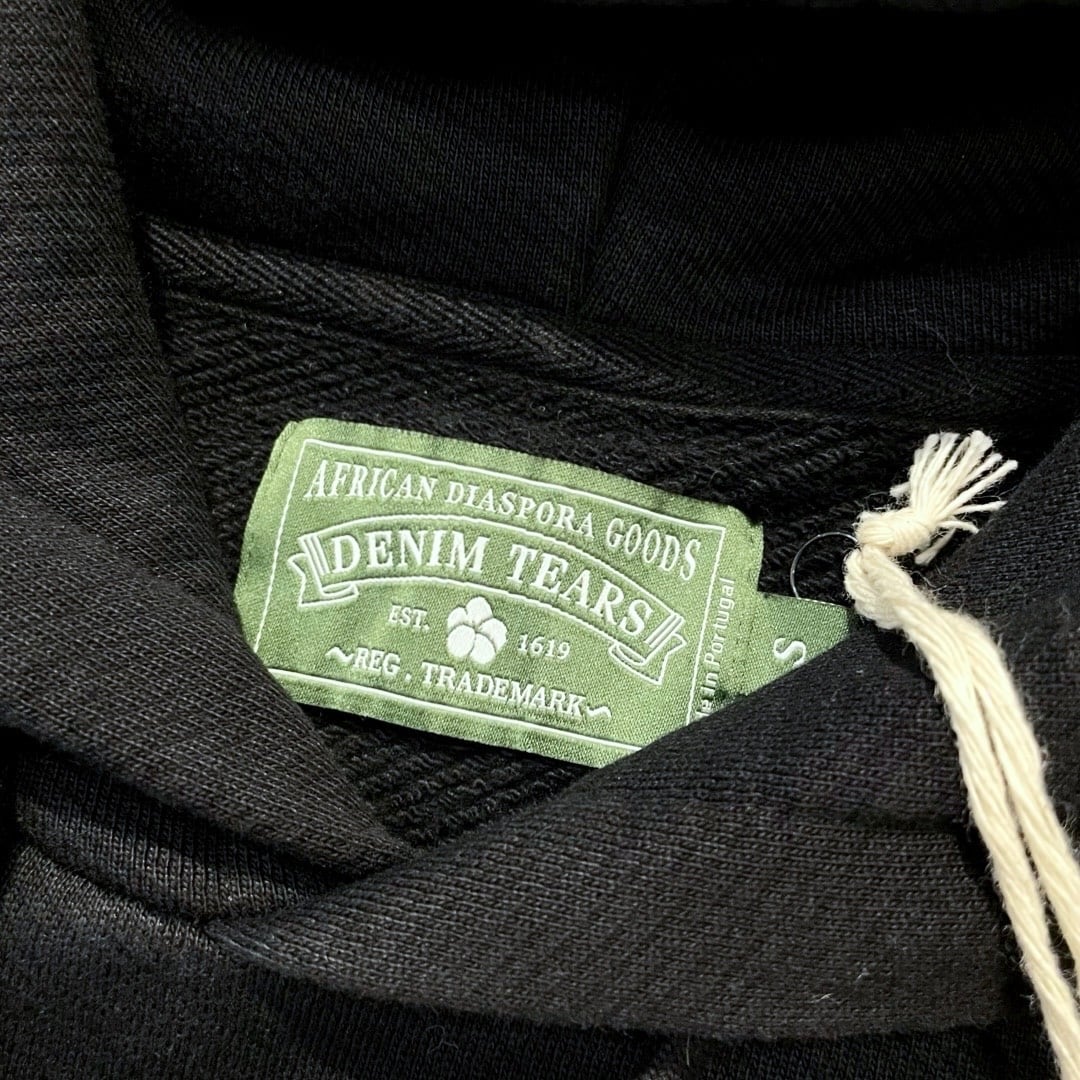 AFRICAN DIASPORA GOODS
DENIM TEARS
EST. 1619
~REG. TRADEMARK~
in Portugal
S